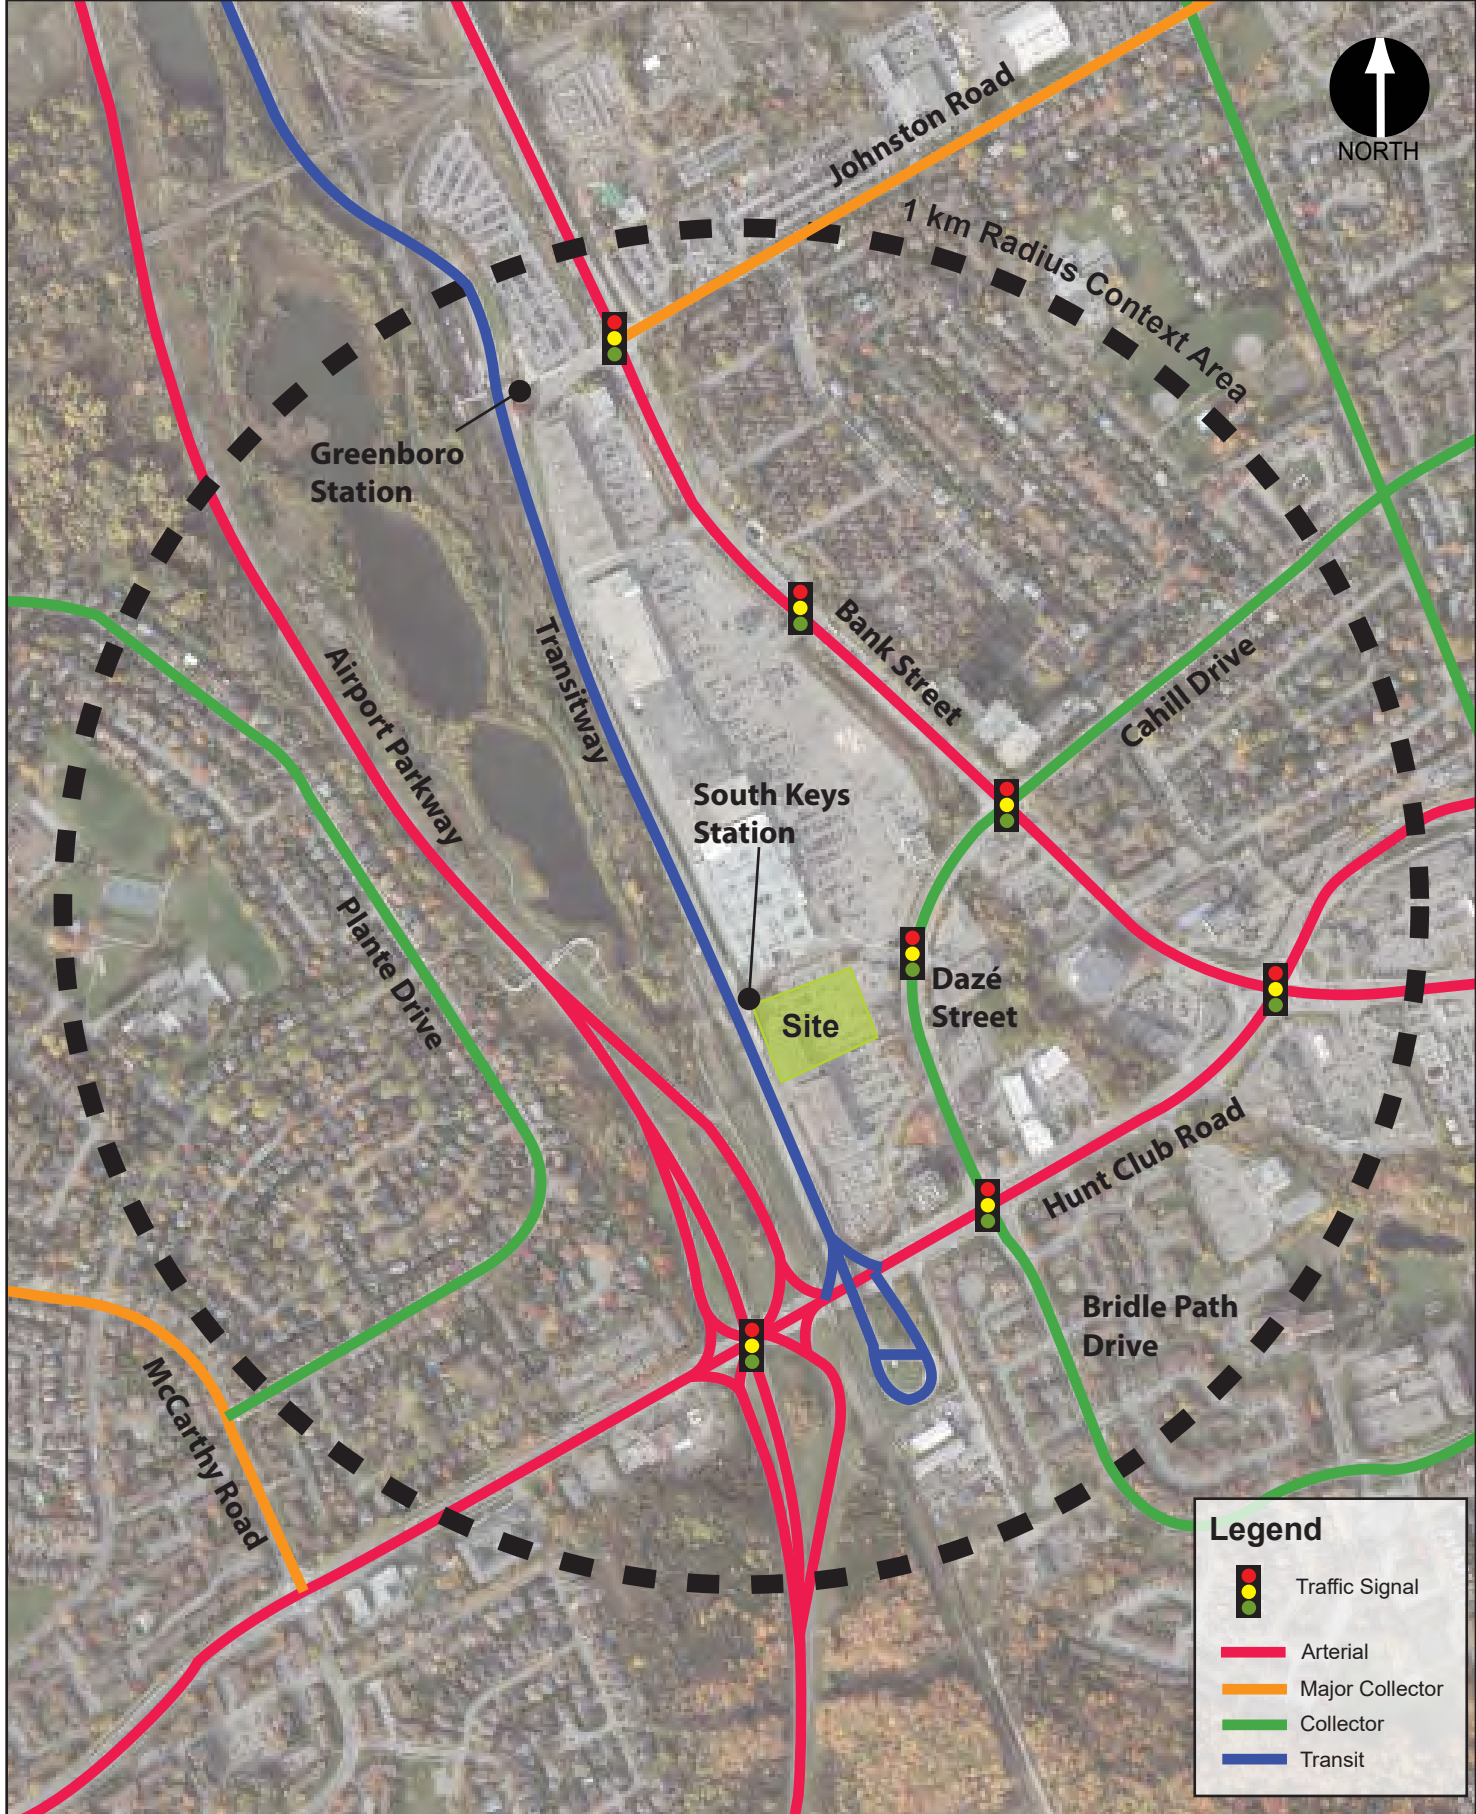 NORTH
Johnston Road
1 km Radius Context Area
Greenboro
Station
Bank Street
Transitway
Airport Parkway
Cahill Drive
South Keys
Station
Plante Drive
Dazé
Street
Site
Hunt Club Road
Bridle Path
Drive
McCarthy Road
Legend
Traffic Signal
Arterial
Major Collector
Collector
Transit